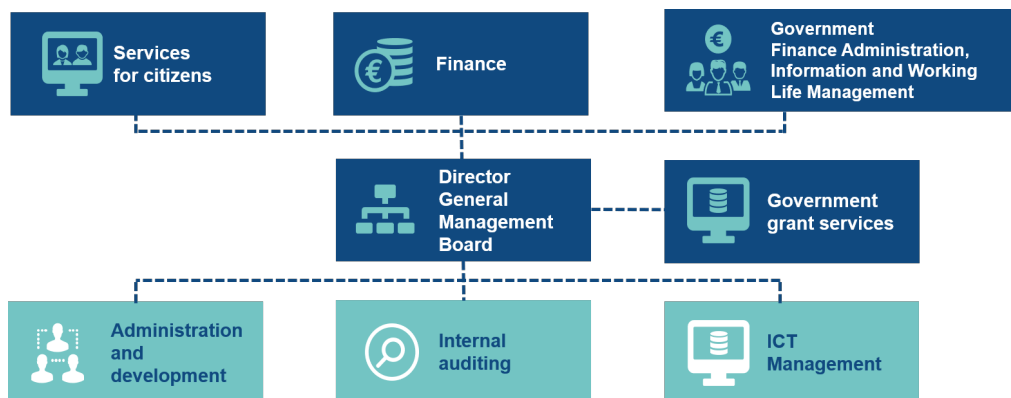 Services
for citizens
Finance
Government
Finance Administration,
Information and Working
Life Management
Director
General
Management
Board
Government
grant services
Administration
and
development
Internal
auditing
ICT
Management